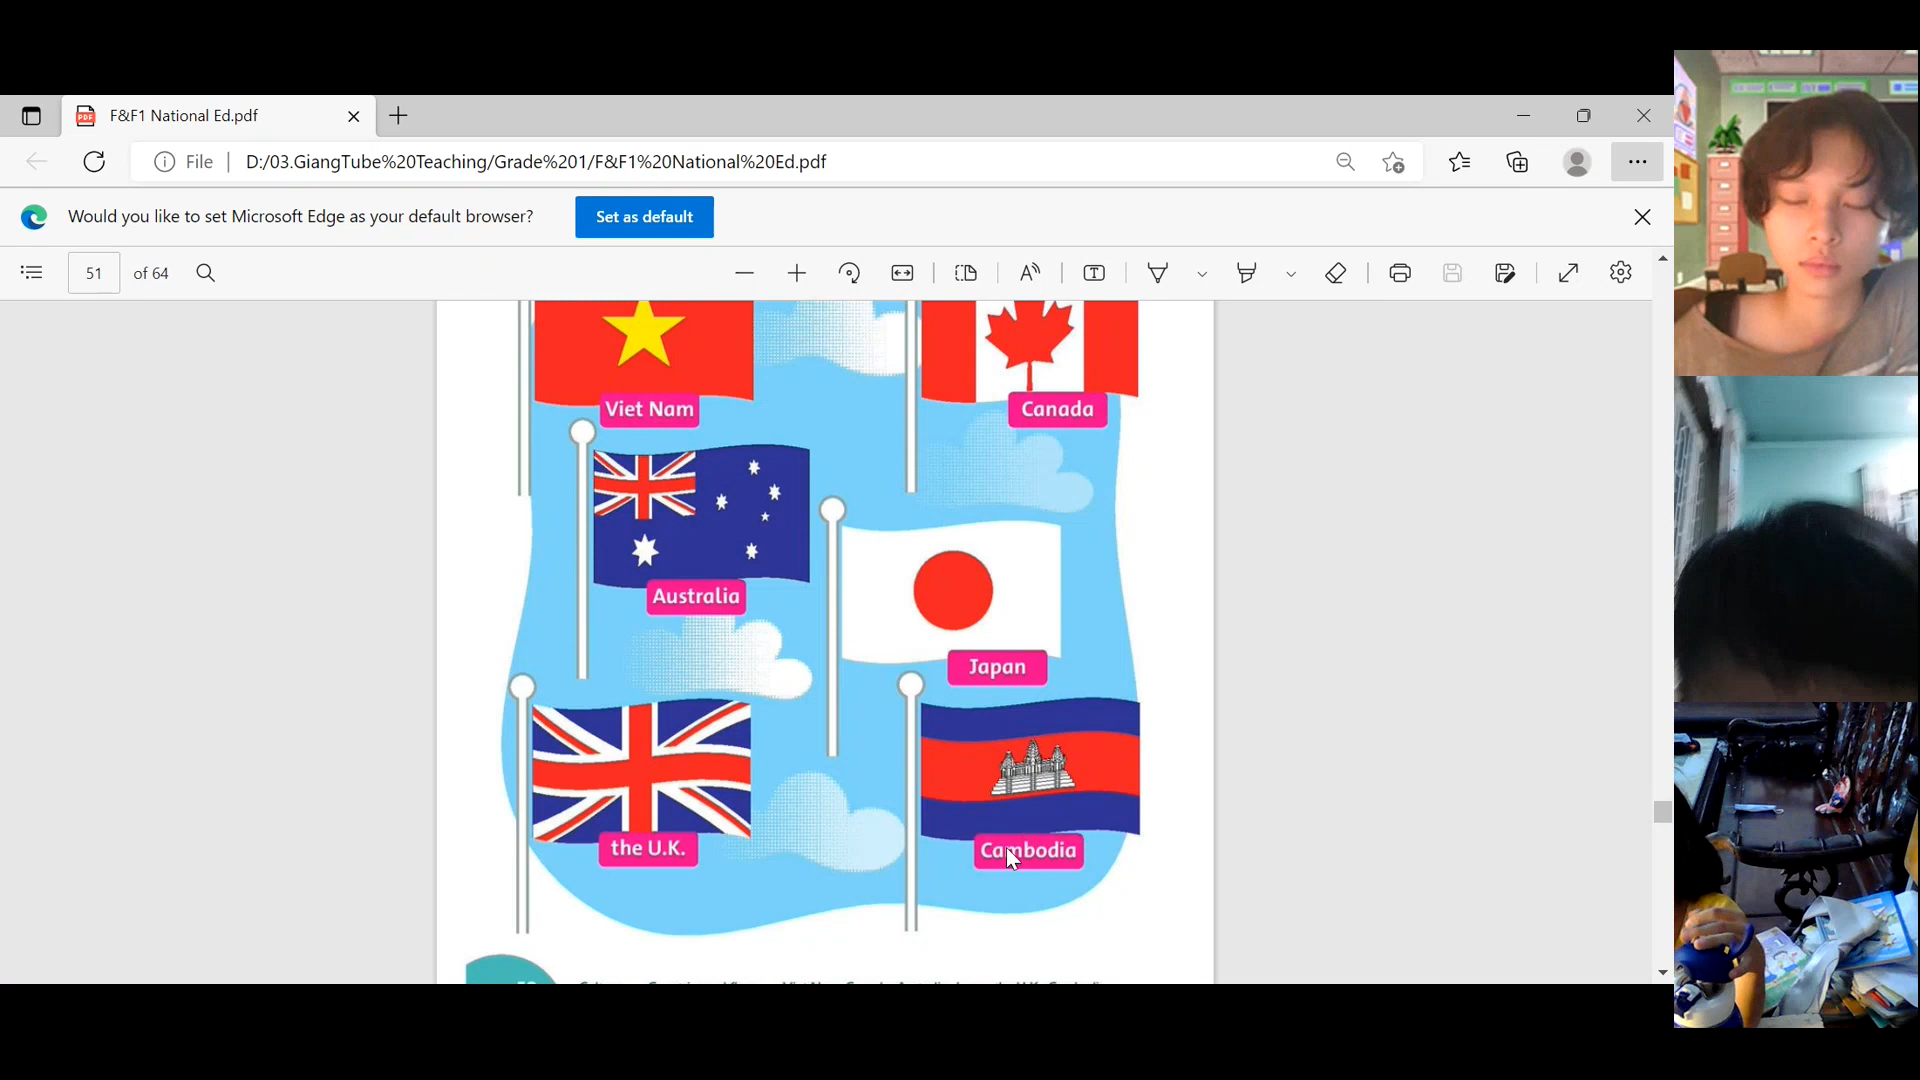 F&F1 National Ed.pdf
File
D:/03.GiangTube%20Teaching/Grade%201/F&F1%20National%20Ed.pdf
Would you like to set Microsoft Edge as your default browser?
Set as default
51 of 64
Viet Nam
Canada
Australia
Japan
the U.K.
Cambodia